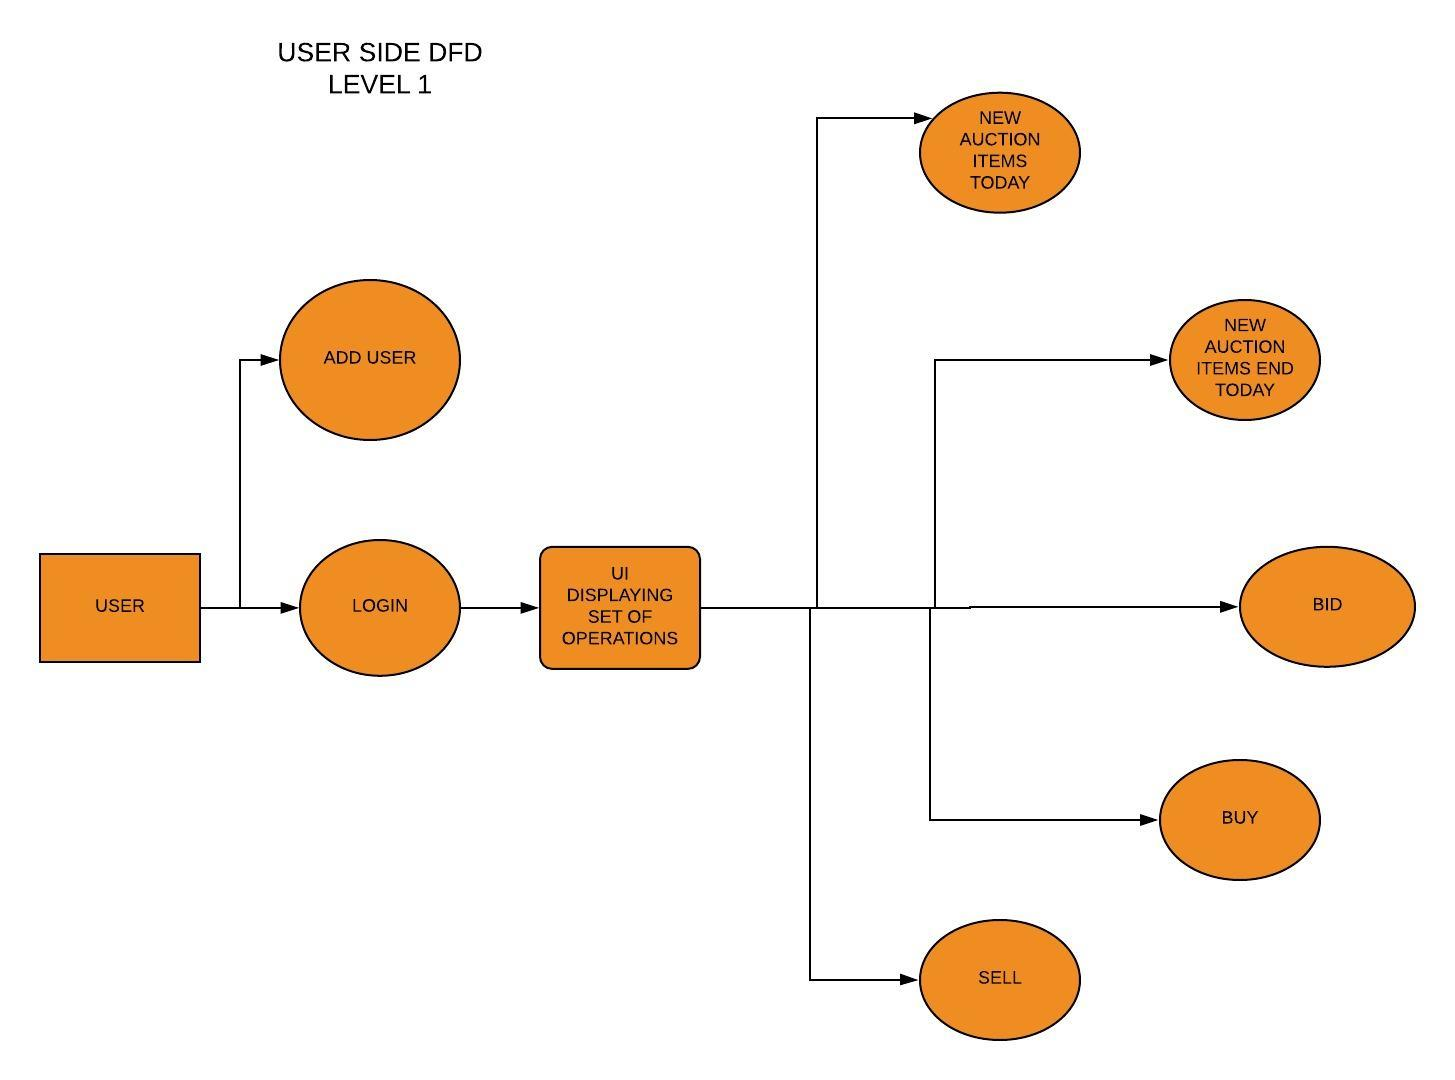 USER SIDE DFD
LEVEL 1
NEW
AUCTION
ITEMS
TODAY
NEW
AUCTION
ITEMS END
TODAY
ADD USER
USER
LOGIN
UI
DISPLAYING
SET OF
OPERATIONS
BID
BUY
SELL